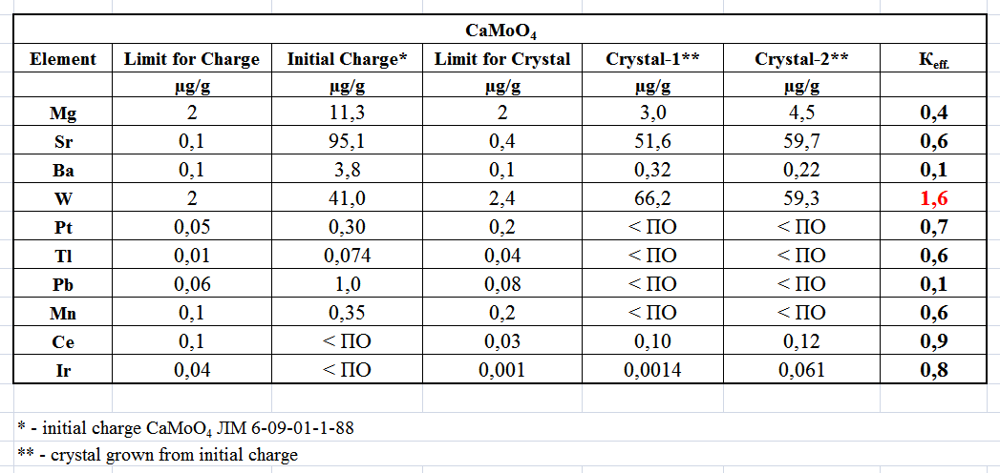 CaMoO₄
Element Limit for Charge Initial Charge* Limit for Crystal Crystal-1** Crystal-2** Keff.
μg/g μg/g μg/g μg/g μg/g
Mg 2 11,3 2 3,0 4,5 0,4
Sr 0,1 95,1 0,4 51,6 59,7 0,6
Ba 0,1 3,8 0,1 0,32 0,22 0,1
W 2 41,0 2,4 66,2 59,3 1,6
Pt 0,05 0,30 0,2 < ПО < ПО 0,7
Tl 0,01 0,074 0,04 < ПО < ПО 0,6
Pb 0,06 1,0 0,08 < ПО < ПО 0,1
Mn 0,1 0,35 0,2 < ПО < ПО 0,6
Ce 0,1 < ПО 0,03 0,10 0,12 0,9
Ir 0,04 < ПО 0,001 0,0014 0,061 0,8
* - initial charge CaMoO₄ ЛМ 6-09-01-1-88
** - crystal grown from initial charge